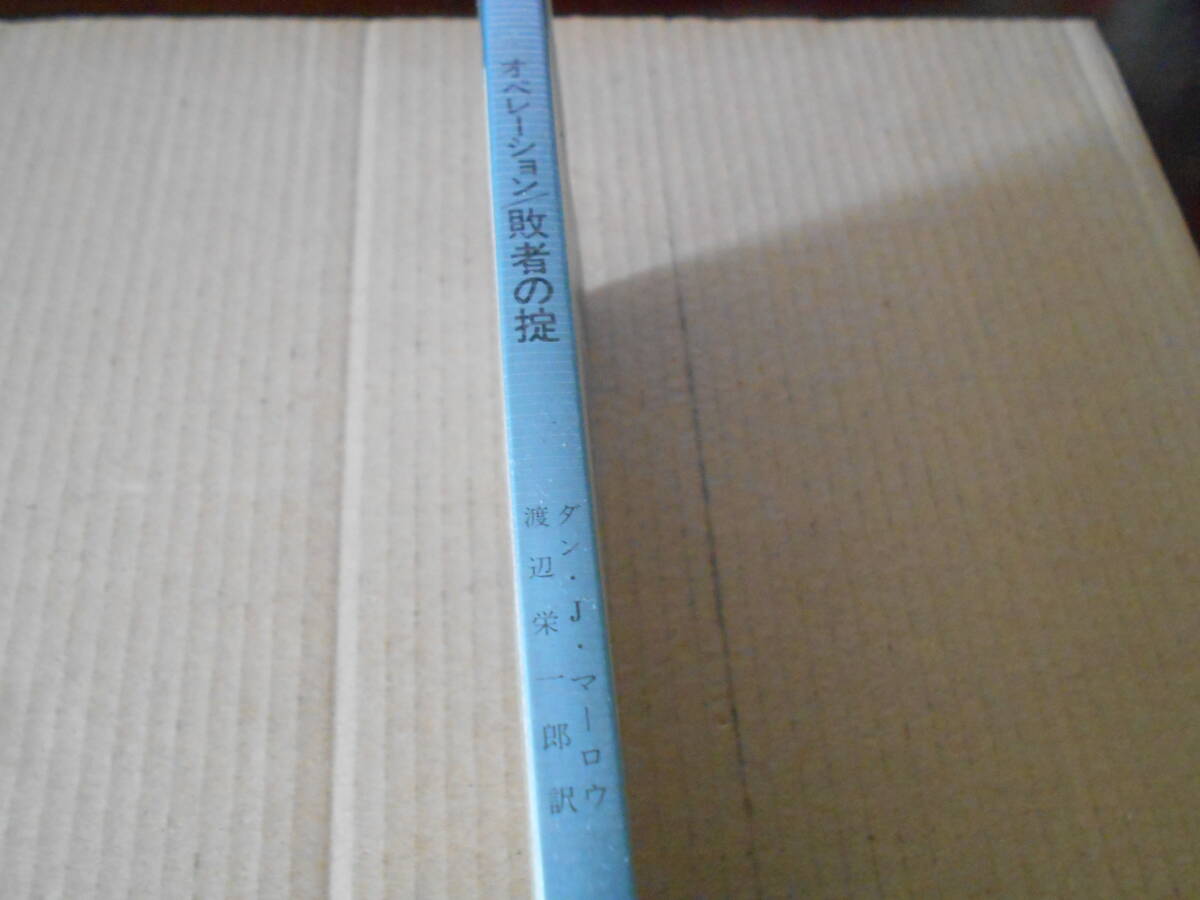 オペレーション/敗者の掟
ダン・J・マーロウ
渡辺栄一郎訳